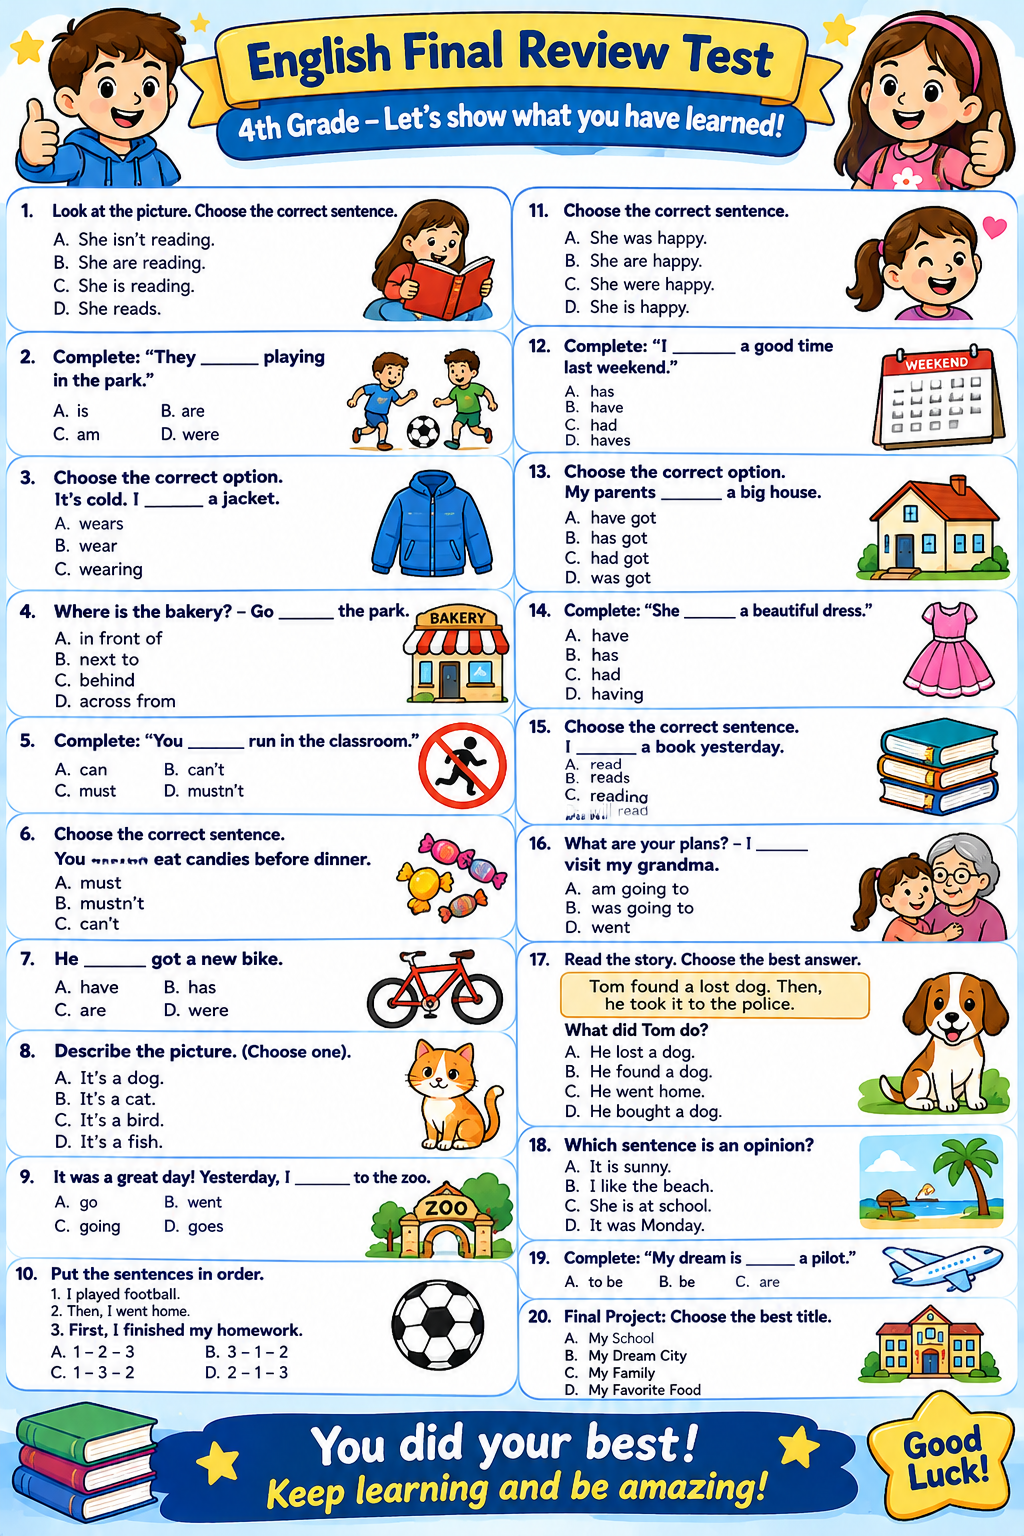 English Final Review Test
4th Grade – Let's show what you have learned!
1. Look at the picture. Choose the correct sentence.
A. She isn't reading.
B. She are reading.
C. She is reading.
D. She reads.
2. Complete: “They ______ playing
in the park.”
A. is B. are
C. am D. were
3. Choose the correct option.
It's cold. I ______ a jacket.
A. wears
B. wear
C. wearing
4. Where is the bakery? – Go ______ the park.
A. in front of
B. next to
C. behind
D. across from
BAKERY
5. Complete: “You ______ run in the classroom.”
A. can B. can't
C. must D. mustn't
6. Choose the correct sentence.
You eat candies before dinner.
A. must
B. mustn't
C. can't
7. He ______ got a new bike.
A. have B. has
C. are D. were
8. Describe the picture. (Choose one).
A. It's a dog.
B. It's a cat.
C. It's a bird.
D. It's a fish.
9. It was a great day! Yesterday, I ______ to the zoo.
A. go B. went
C. going D. goes
ZOO
10. Put the sentences in order.
1. I played football.
2. Then, I went home.
3. First, I finished my homework.
A. 1 – 2 – 3 B. 3 – 1 – 2
C. 1 – 3 – 2 D. 2 – 1 – 3
11. Choose the correct sentence.
A. She was happy.
B. She are happy.
C. She were happy.
D. She is happy.
12. Complete: “I ______ a good time
last weekend.”
A. has
B. have
C. had
D. haves
WEEKEND
13. Choose the correct option.
My parents ______ a big house.
A. have got
B. has got
C. had got
D. was got
14. Complete: “She ______ a beautiful dress.”
A. have
B. has
C. had
D. having
15. Choose the correct sentence.
I ______ a book yesterday.
A. read
B. reads
C. reading
read
16. What are your plans? – I ______
visit my grandma.
A. am going to
B. was going to
D. went
17. Read the story. Choose the best answer.
Tom found a lost dog. Then,
he took it to the police.
What did Tom do?
A. He lost a dog.
B. He found a dog.
C. He went home.
D. He bought a dog.
18. Which sentence is an opinion?
A. It is sunny.
B. I like the beach.
C. She is at school.
D. It was Monday.
19. Complete: “My dream is ______ a pilot.”
A. to be B. be C. are
20. Final Project: Choose the best title.
A. My School
B. My Dream City
C. My Family
D. My Favorite Food
You did your best!
Keep learning and be amazing!
Good
Luck!